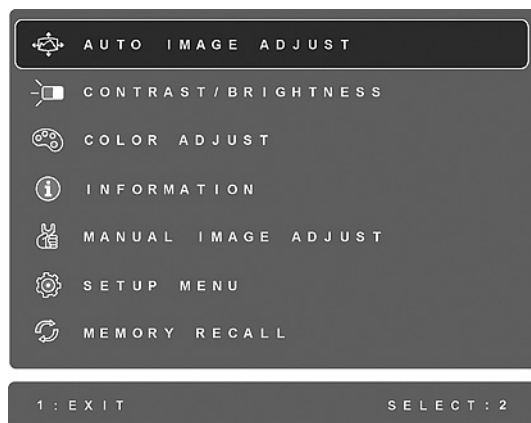 AUTO IMAGE ADJUST
CONTRAST/BRIGHTNESS
COLOR ADJUST
INFORMATION
MANUAL IMAGE ADJUST
SETUP MENU
MEMORY RECALL
1:EXIT SELECT:2